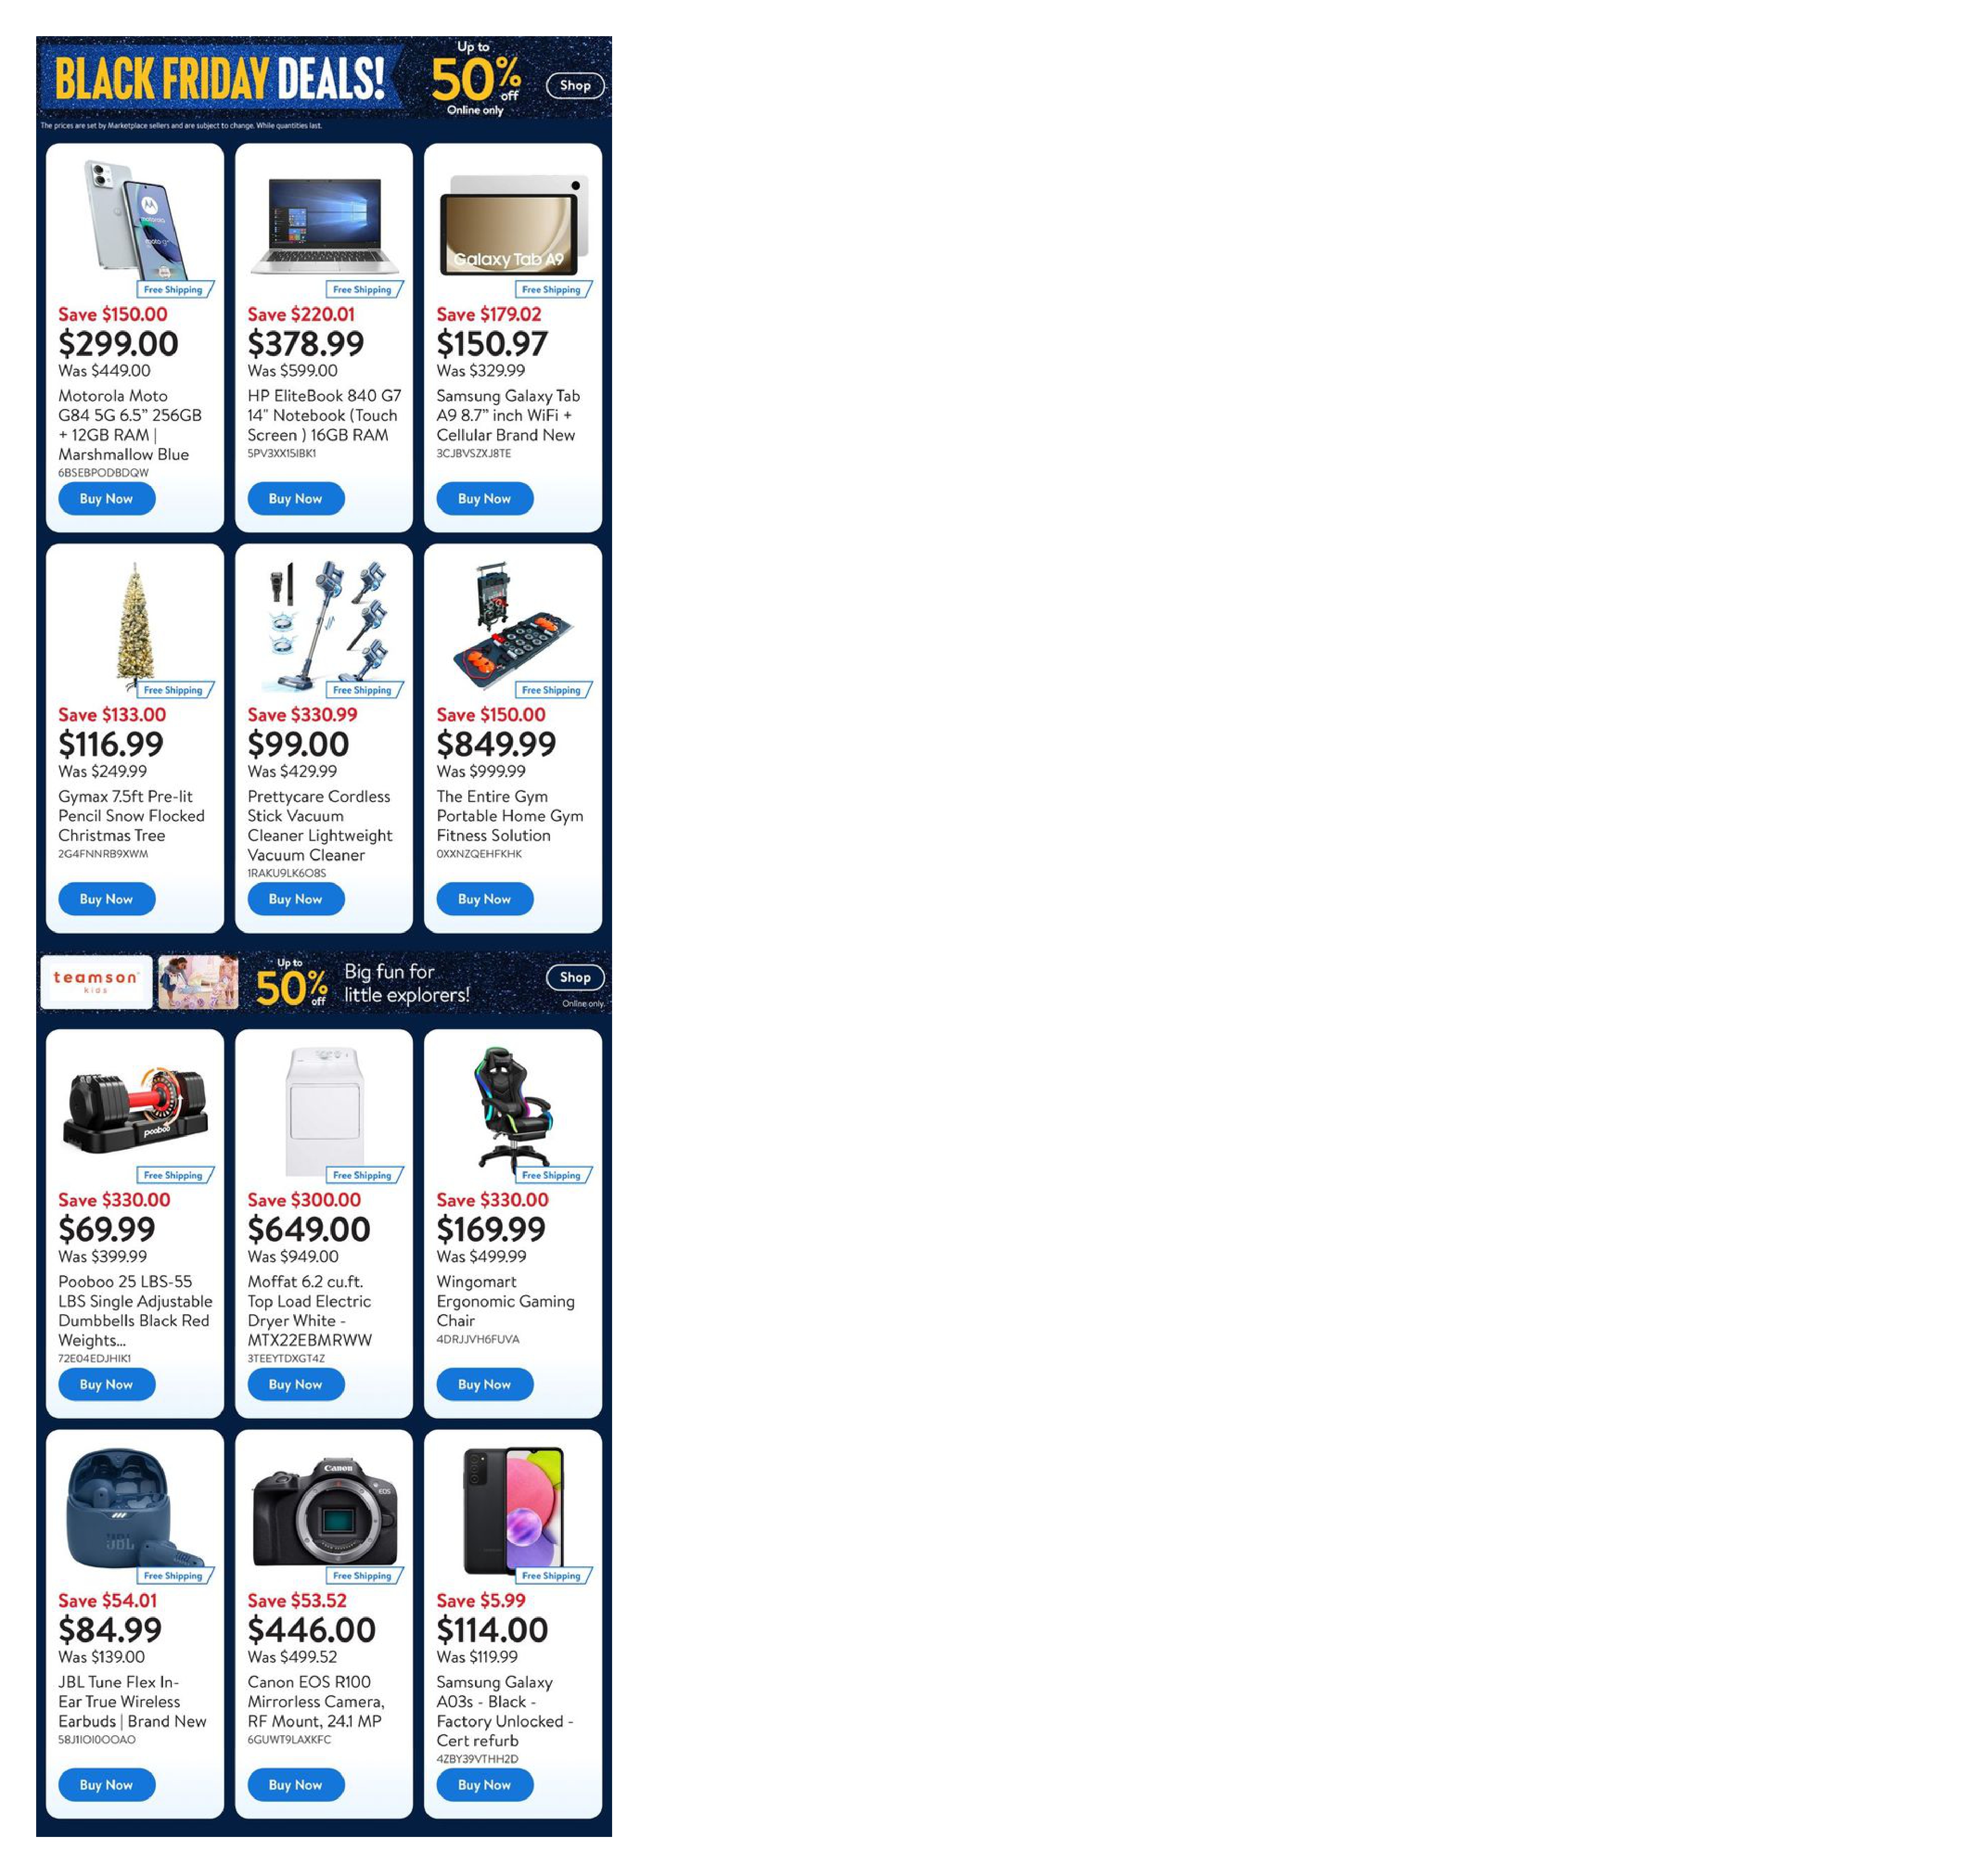 BLACK FRIDAY DEALS!
Up to
50%
off
Online only
Shop
The prices are set by Marketplace sellers and are subject to change. While quantities last.
motorola
Free Shipping
Save $150.00
$299.00
Was $449.00
Motorola Moto
G84 5G 6.5” 256GB
+ 12GB RAM |
Marshmallow Blue
6BSEBPODBDQW
Buy Now
Free Shipping
Save $220.01
$378.99
Was $599.00
HP EliteBook 840 G7
14" Notebook (Touch
Screen ) 16GB RAM
5PV3XX15IBK1
Buy Now
Galaxy Tab A9
Free Shipping
Save $179.02
$150.97
Was $329.99
Samsung Galaxy Tab
A9 8.7” inch WiFi +
Cellular Brand New
3CJBVSZXJ8TE
Buy Now
Free Shipping
Save $133.00
$116.99
Was $249.99
Gymax 7.5ft Pre-lit
Pencil Snow Flocked
Christmas Tree
2G4FNNRB9XWM
Buy Now
Free Shipping
Save $330.99
$99.00
Was $429.99
Prettycare Cordless
Stick Vacuum
Cleaner Lightweight
Vacuum Cleaner
1RAKU9LK6O8S
Buy Now
Free Shipping
Save $150.00
$849.99
Was $999.99
The Entire Gym
Portable Home Gym
Fitness Solution
0XXNZQEHFKHK
Buy Now
teamson
kids
Up to
50%
off
Big fun for
little explorers!
Shop
Online only.
pooboo
Free Shipping
Save $330.00
$69.99
Was $399.99
Pooboo 25 LBS-55
LBS Single Adjustable
Dumbbells Black Red
Weights...
72E04EDJHIK1
Buy Now
Free Shipping
Save $300.00
$649.00
Was $949.00
Moffat 6.2 cu.ft.
Top Load Electric
Dryer White -
MTX22EBMRWW
3TEEYTDXGT4Z
Buy Now
Free Shipping
Save $330.00
$169.99
Was $499.99
Wingomart
Ergonomic Gaming
Chair
4DRJJVH6FUVA
Buy Now
JBL
Free Shipping
Save $54.01
$84.99
Was $139.00
JBL Tune Flex In-
Ear True Wireless
Earbuds | Brand New
58J1IOI0OOAO
Buy Now
Canon
EOS
Free Shipping
Save $53.52
$446.00
Was $499.52
Canon EOS R100
Mirrorless Camera,
RF Mount, 24.1 MP
6GUWT9LAXKFC
Buy Now
Free Shipping
Save $5.99
$114.00
Was $119.99
Samsung Galaxy
A03s - Black -
Factory Unlocked -
Cert refurb
4ZBY39VTHH2D
Buy Now